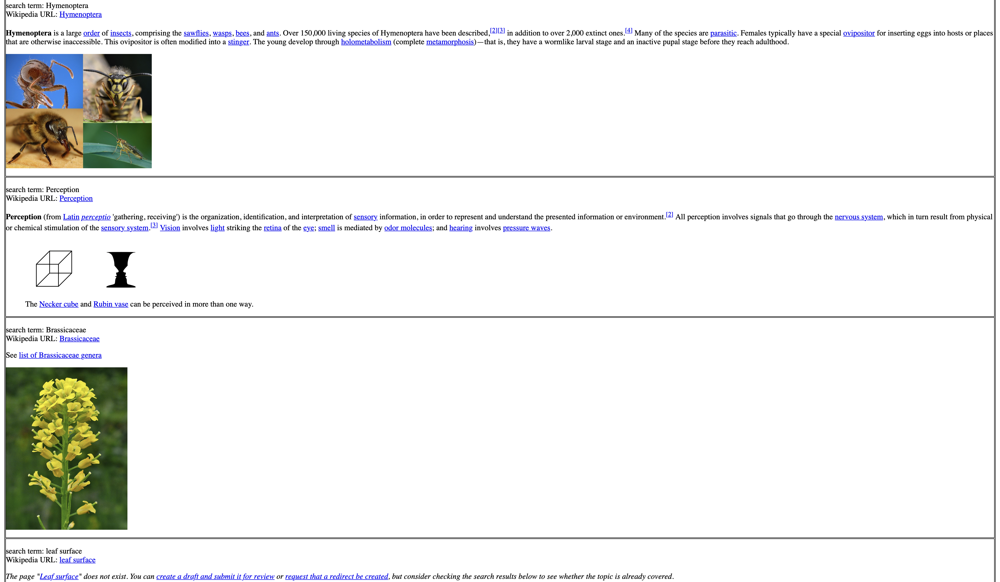 search term: Hymenoptera
Wikipedia URL: Hymenoptera
Hymenoptera is a large order of insects, comprising the sawflies, wasps, bees, and ants. Over 150,000 living species of Hymenoptera have been described,[2][3] in addition to over 2,000 extinct ones.[4] Many of the species are parasitic. Females typically have a special ovipositor for inserting eggs into hosts or places
that are otherwise inaccessible. This ovipositor is often modified into a stinger. The young develop through holometabolism (complete metamorphosis)—that is, they have a wormlike larval stage and an inactive pupal stage before they reach adulthood.
search term: Perception
Wikipedia URL: Perception
Perception (from Latin perceptio 'gathering, receiving') is the organization, identification, and interpretation of sensory information, in order to represent and understand the presented information or environment.[2] All perception involves signals that go through the nervous system, which in turn result from physical
or chemical stimulation of the sensory system.[3] Vision involves light striking the retina of the eye; smell is mediated by odor molecules; and hearing involves pressure waves.
The Necker cube and Rubin vase can be perceived in more than one way.
search term: Brassicaceae
Wikipedia URL: Brassicaceae
See list of Brassicaceae genera
search term: leaf surface
Wikipedia URL: leaf surface
The page "Leaf surface" does not exist. You can create a draft and submit it for review or request that a redirect be created, but consider checking the search results below to see whether the topic is already covered.